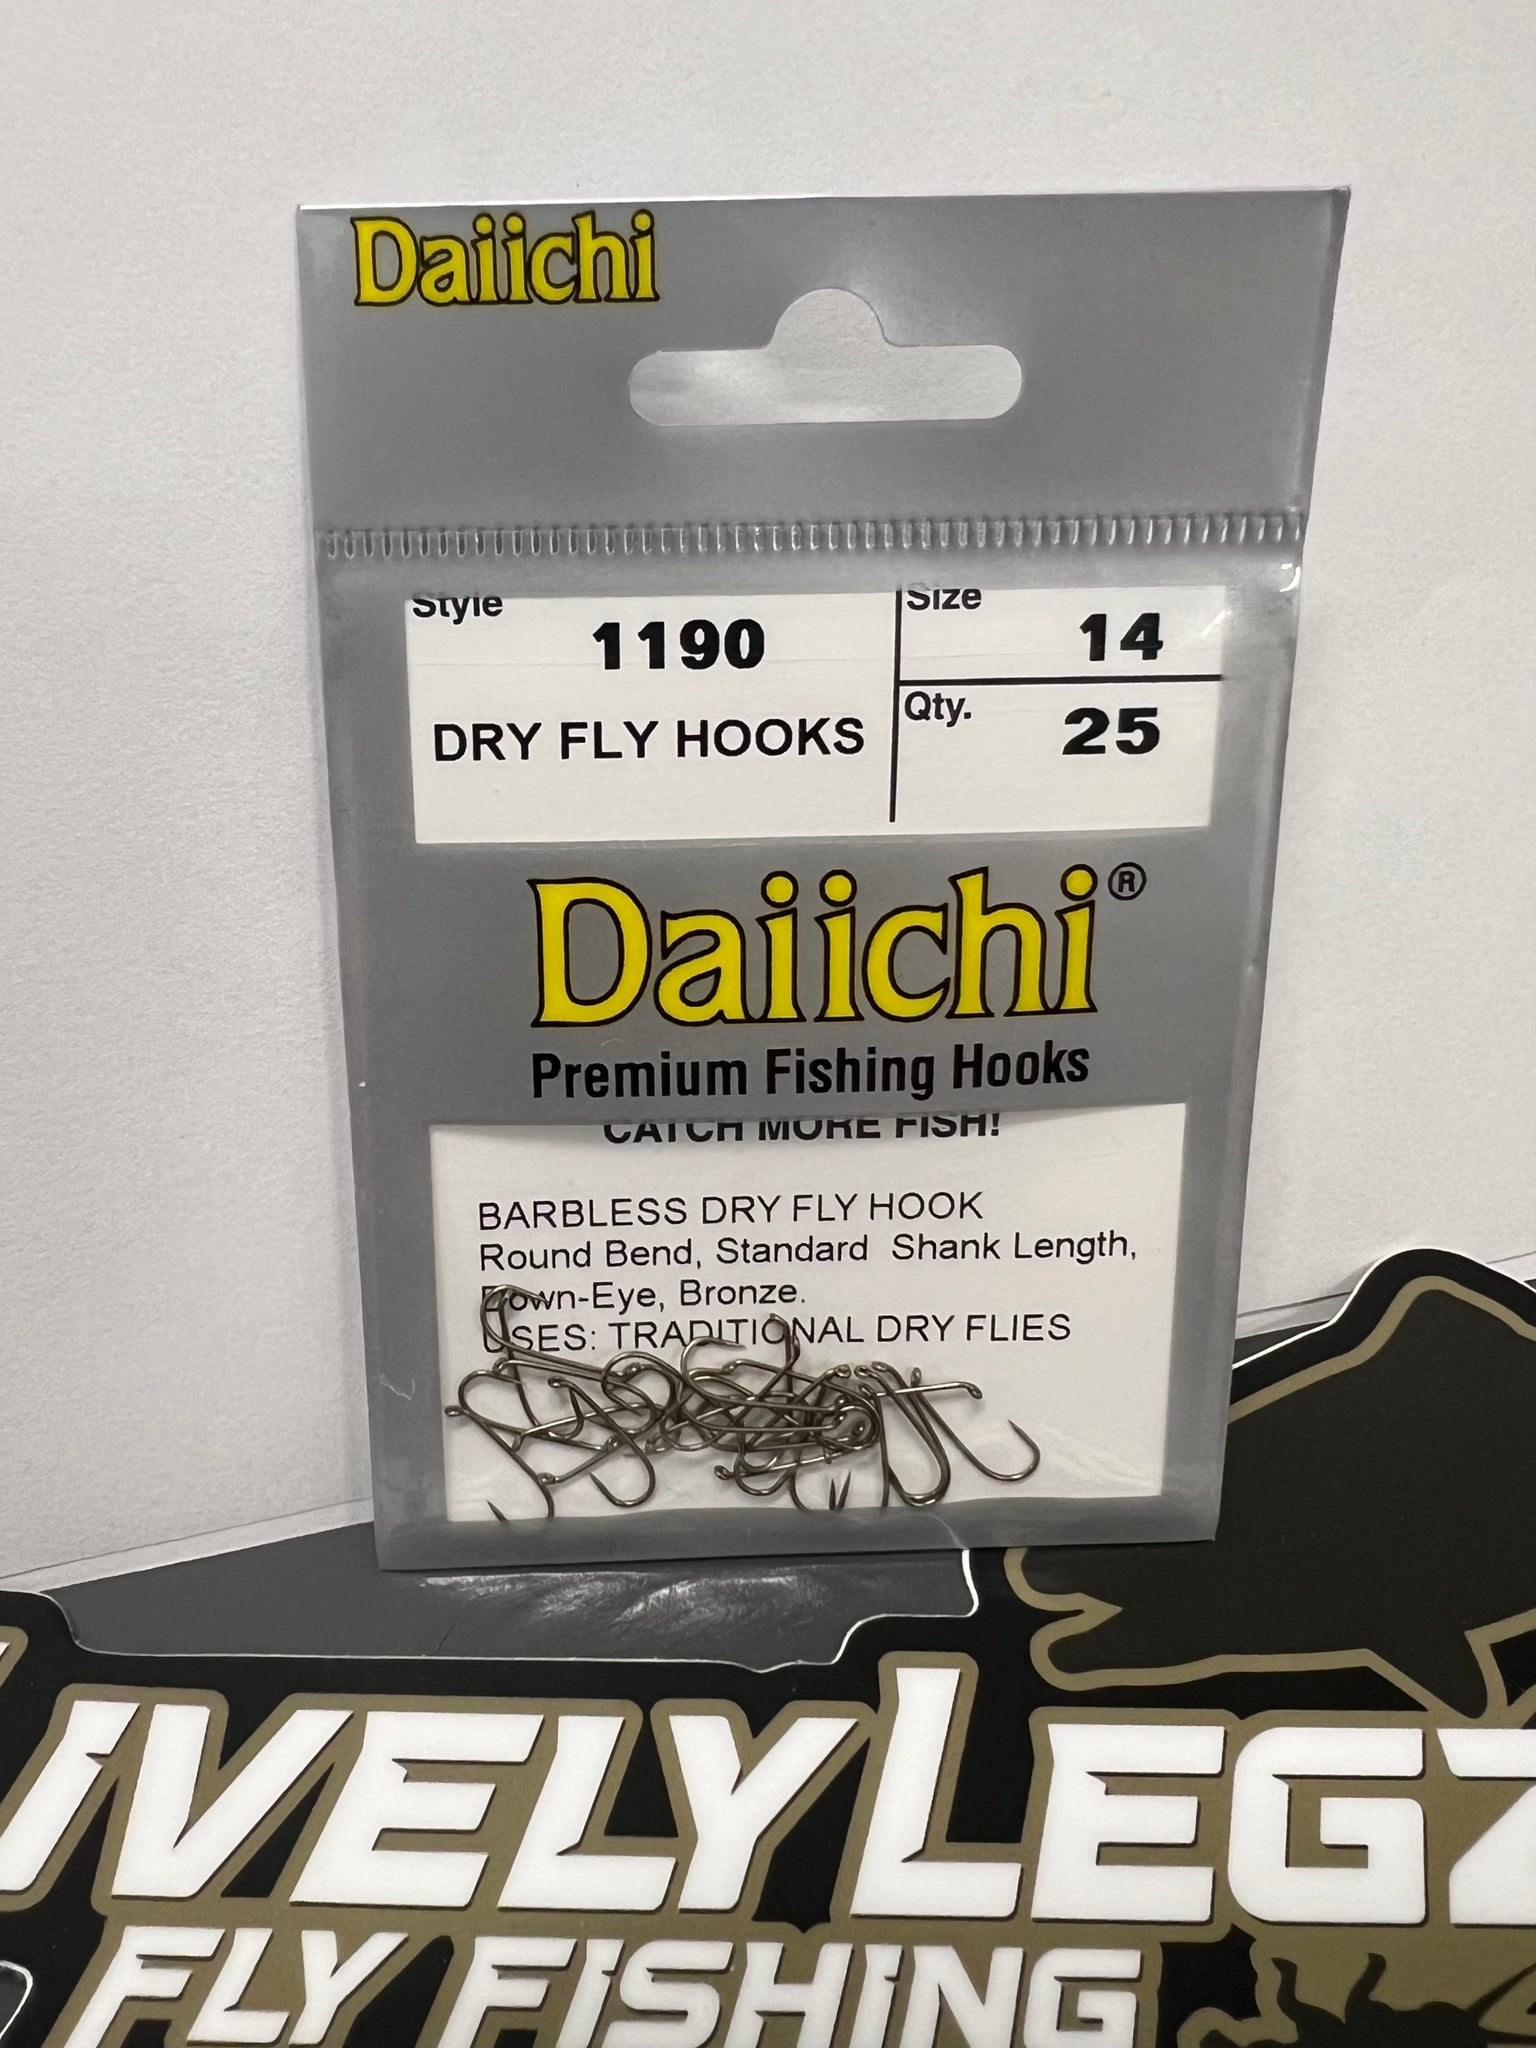 Daiichi
Style
1190
DRY FLY HOOKS
Size
14
Qty.
25
Daiichi®
Premium Fishing Hooks
CATCH MORE FISH!
BARBLESS DRY FLY HOOK
Round Bend, Standard Shank Length,
Down-Eye, Bronze.
USES: TRADITIONAL DRY FLIES
LIVELYLEGZ
FLY FISHING